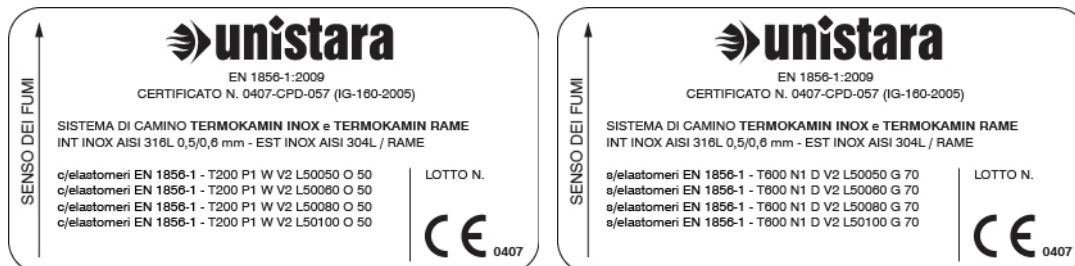 SENSO DEI FUMI
unistara
EN 1856-1:2009
CERTIFICATO N. 0407-CPD-057 (IG-160-2005)
SISTEMA DI CAMINO TERMOKAMIN INOX e TERMOKAMIN RAME
INT INOX AISI 316L 0,5/0,6 mm - EST INOX AISI 304L / RAME
c/elastomeri EN 1856-1 - T200 P1 W V2 L50050 O 50
c/elastomeri EN 1856-1 - T200 P1 W V2 L50060 O 50
c/elastomeri EN 1856-1 - T200 P1 W V2 L50080 O 50
c/elastomeri EN 1856-1 - T200 P1 W V2 L50100 O 50
LOTTO N.
CE 0407
SENSO DEI FUMI
unistara
EN 1856-1:2009
CERTIFICATO N. 0407-CPD-057 (IG-160-2005)
SISTEMA DI CAMINO TERMOKAMIN INOX e TERMOKAMIN RAME
INT INOX AISI 316L 0,5/0,6 mm - EST INOX AISI 304L / RAME
s/elastomeri EN 1856-1 - T600 N1 D V2 L50050 G 70
s/elastomeri EN 1856-1 - T600 N1 D V2 L50060 G 70
s/elastomeri EN 1856-1 - T600 N1 D V2 L50080 G 70
s/elastomeri EN 1856-1 - T600 N1 D V2 L50100 G 70
LOTTO N.
CE 0407